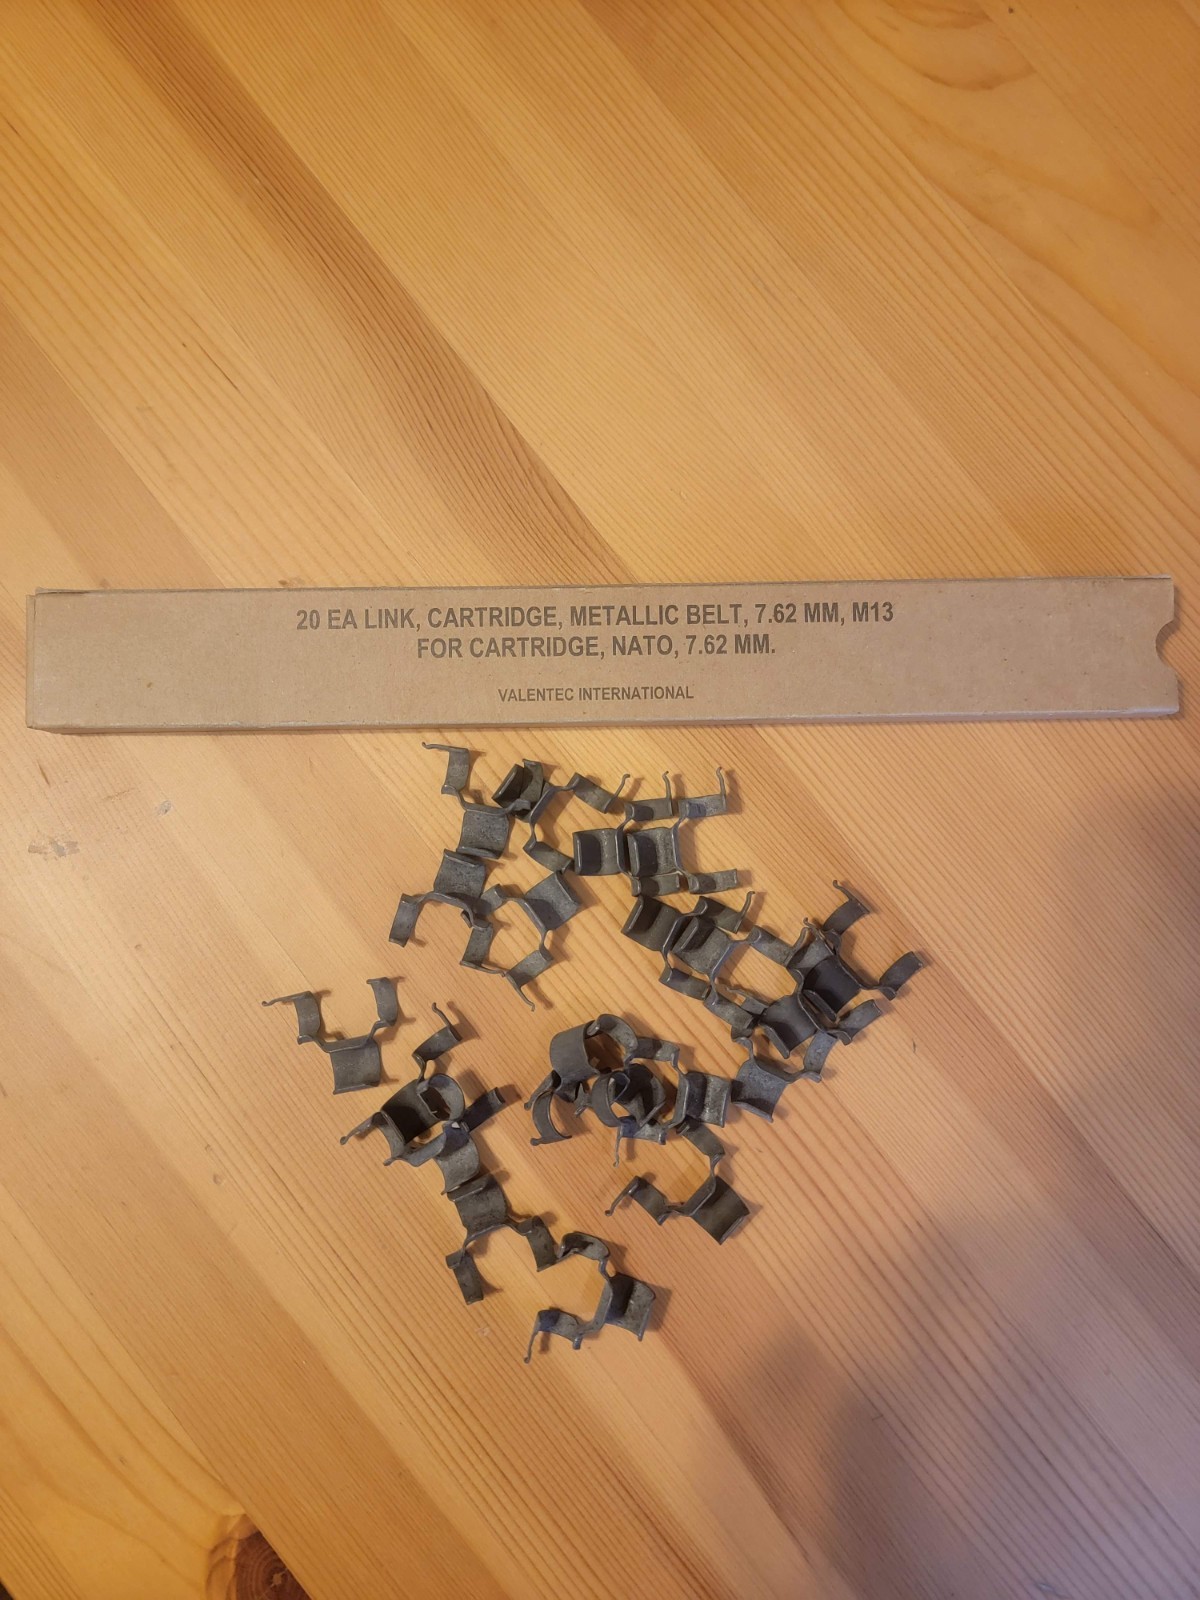 20 EA LINK, CARTRIDGE, METALLIC BELT, 7.62 MM, M13
FOR CARTRIDGE, NATO, 7.62 MM.
VALENTEC INTERNATIONAL